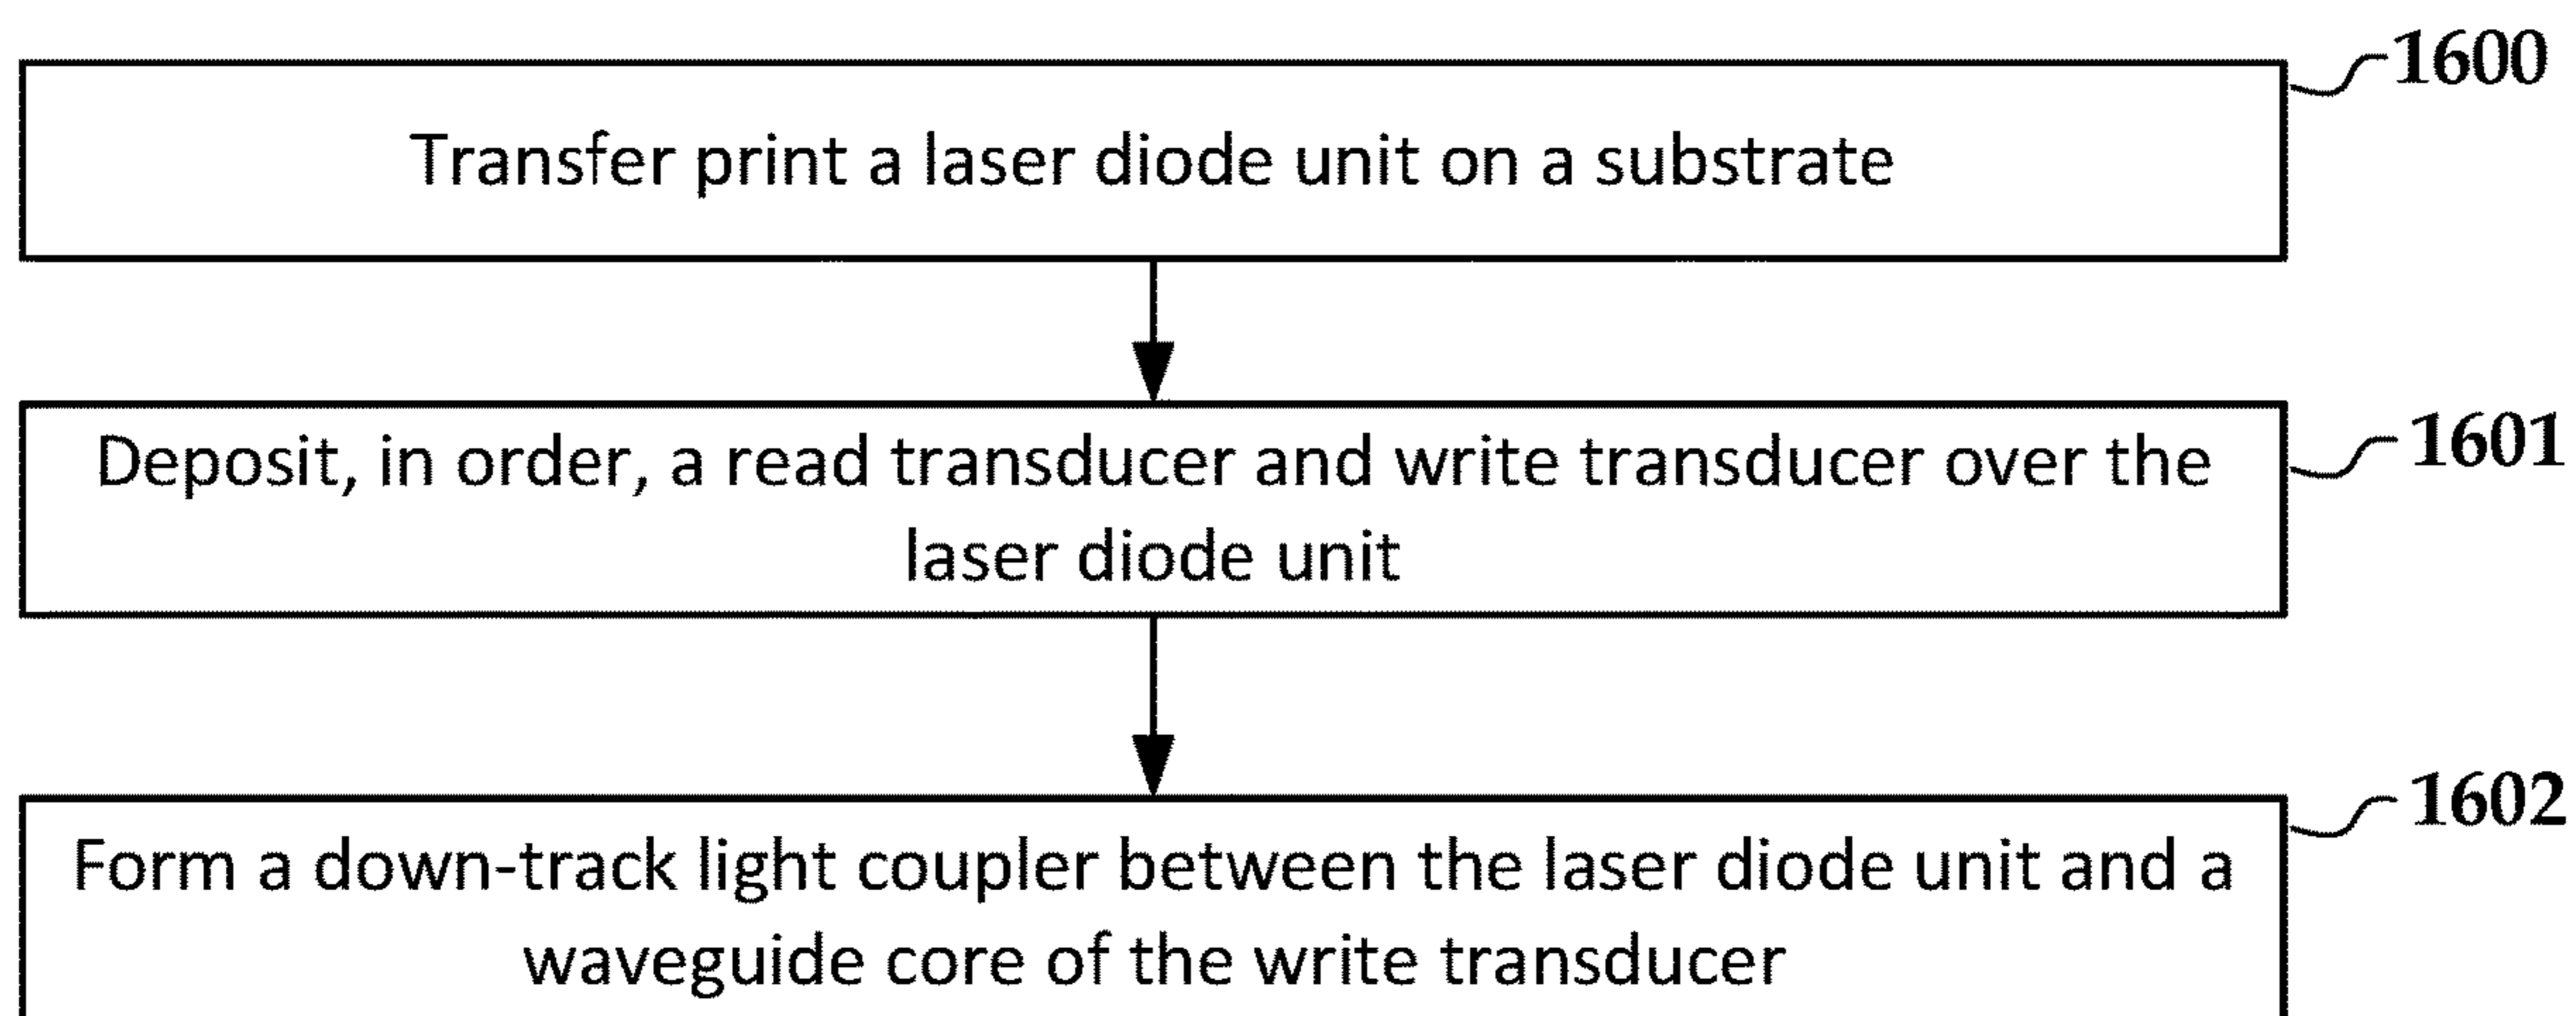 1600
Transfer print a laser diode unit on a substrate
1601
Deposit, in order, a read transducer and write transducer over the
laser diode unit
1602
Form a down-track light coupler between the laser diode unit and a
waveguide core of the write transducer